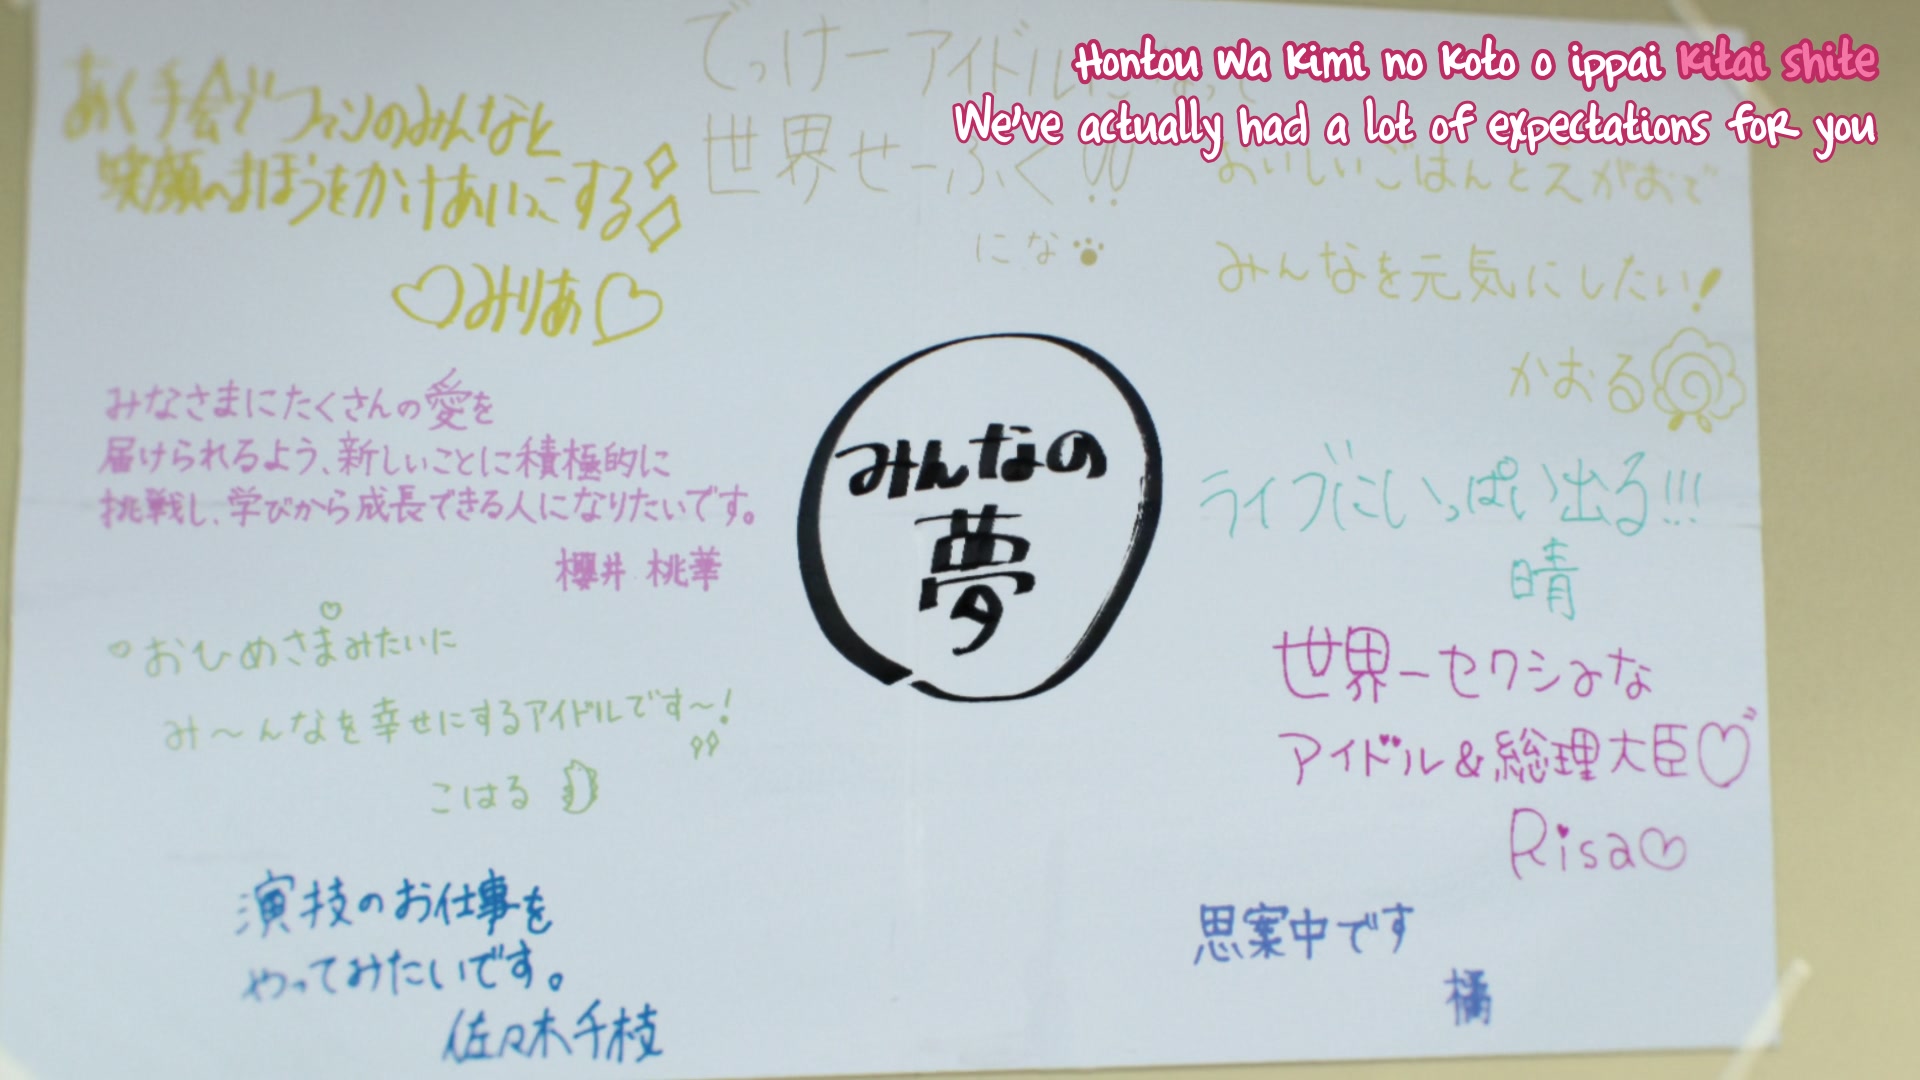 Hontou wa kimi no koto o ippai kitai shite
We've actually had a lot of expectations for you
あく手会でファンのみんなと
笑顔のまほうをかけあいっこする
みりあ
でっけーアイドルになって
世界せーふく!!
にな
おいしいごはんとえがおで
みんなを元気にしたい!
かおる
みなさまにたくさんの愛を
届けられるよう、新しいことに積極的に
挑戦し、学びから成長できる人になりたいです。
櫻井 桃華
みんなの
夢
ライブにいっぱい出る!!!
晴
おひめさまみたいに
み〜んなを幸せにするアイドルです〜!
こはる
世界一セクシみな
アイドル&総理大臣
Risa
演技のお仕事を
やってみたいです。
佐々木千枝
思案中です
橘